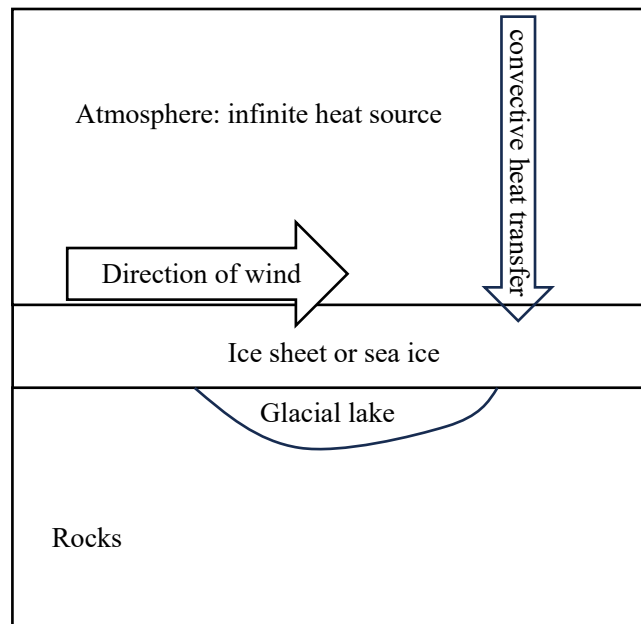 convective heat transfer
Atmosphere: infinite heat source
Direction of wind
Ice sheet or sea ice
Glacial lake
Rocks